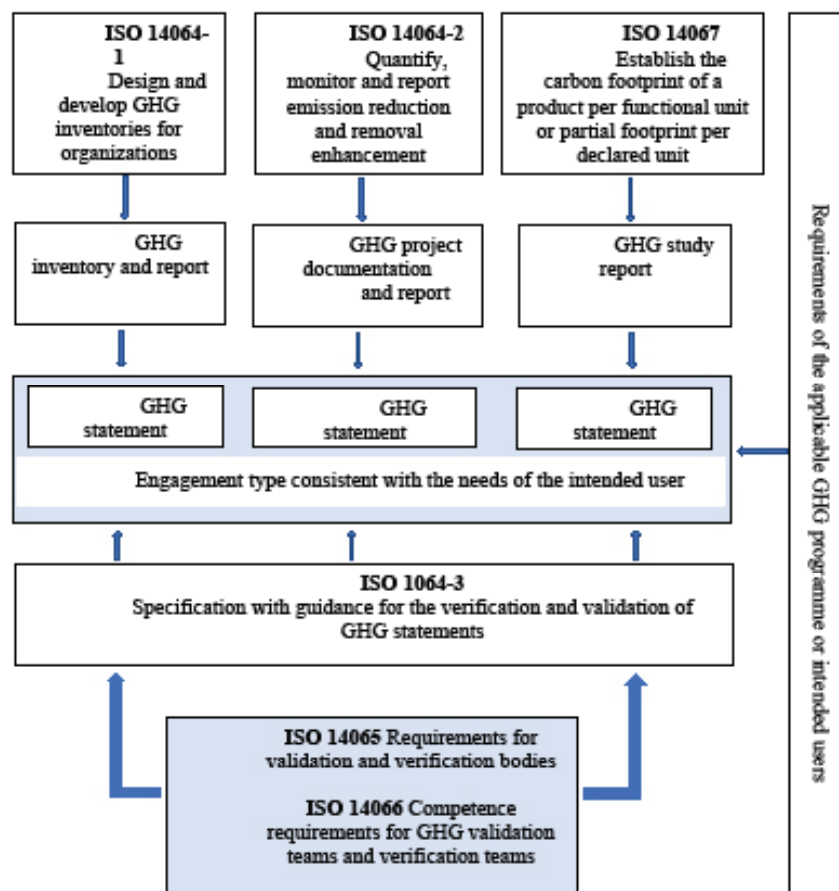 ISO 14064-
1
Design and
develop GHG
inventories for
organizations
ISO 14064-2
Quantify,
monitor and report
emission reduction
and removal
enhancement
ISO 14067
Establish the
carbon footprint of
a product per functional unit
or partial footprint per
declared unit
GHG
inventory and report
GHG project
documentation
and report
GHG study
report
GHG
statement
GHG
statement
GHG
statement
Engagement type consistent with the needs of the intended user
ISO 1064-3
Specification with guidance for the verification and validation of
GHG statements
ISO 14065 Requirements for
validation and verification bodies
ISO 14066 Competence
requirements for GHG validation
teams and verification teams
Requirements of the applicable GHG programme or intended users